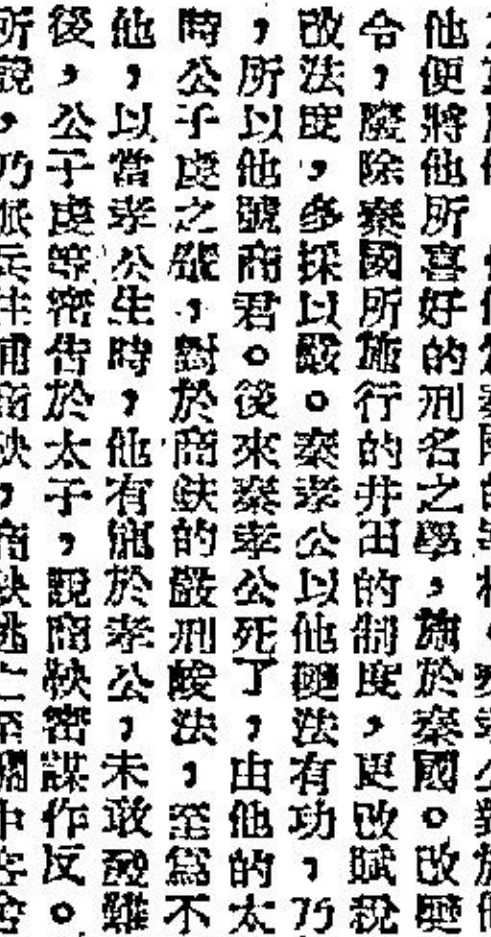 他便將他所喜好的刑名之學,施於秦國。改變
令,廢除秦國所施行的井田的制度,更改賦稅
改法度,多採以嚴。秦孝公以他變法有功,乃
,所以他號商君。後來秦孝公死了,由他的太
時公子虔之,對於商鞅的嚴刑峻法,至爲不
他,以當孝公生時,他有於孝公,未敢發難
後,公子虔等密告於太子,說商鞅密謀作反。
所說,乃派兵往捕商鞅,商鞅逃亡至關中客舍